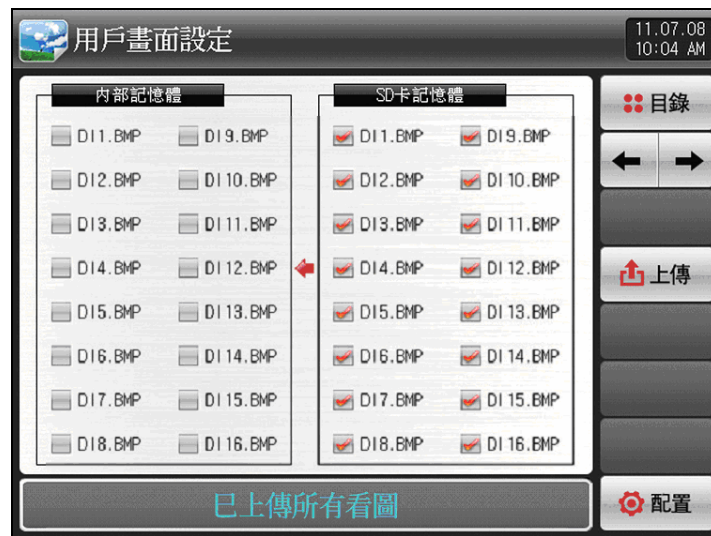 用戶畫面設定
11.07.08
10:04 AM
内部記憶體
DI1.BMP DI9.BMP
DI2.BMP DI10.BMP
DI3.BMP DI11.BMP
DI4.BMP DI12.BMP
DI5.BMP DI13.BMP
DI6.BMP DI14.BMP
DI7.BMP DI15.BMP
DI8.BMP DI16.BMP
SD卡記憶體
DI1.BMP DI9.BMP
DI2.BMP DI10.BMP
DI3.BMP DI11.BMP
DI4.BMP DI12.BMP
DI5.BMP DI13.BMP
DI6.BMP DI14.BMP
DI7.BMP DI15.BMP
DI8.BMP DI16.BMP
目錄
上傳
配置
已上傳所有看圖